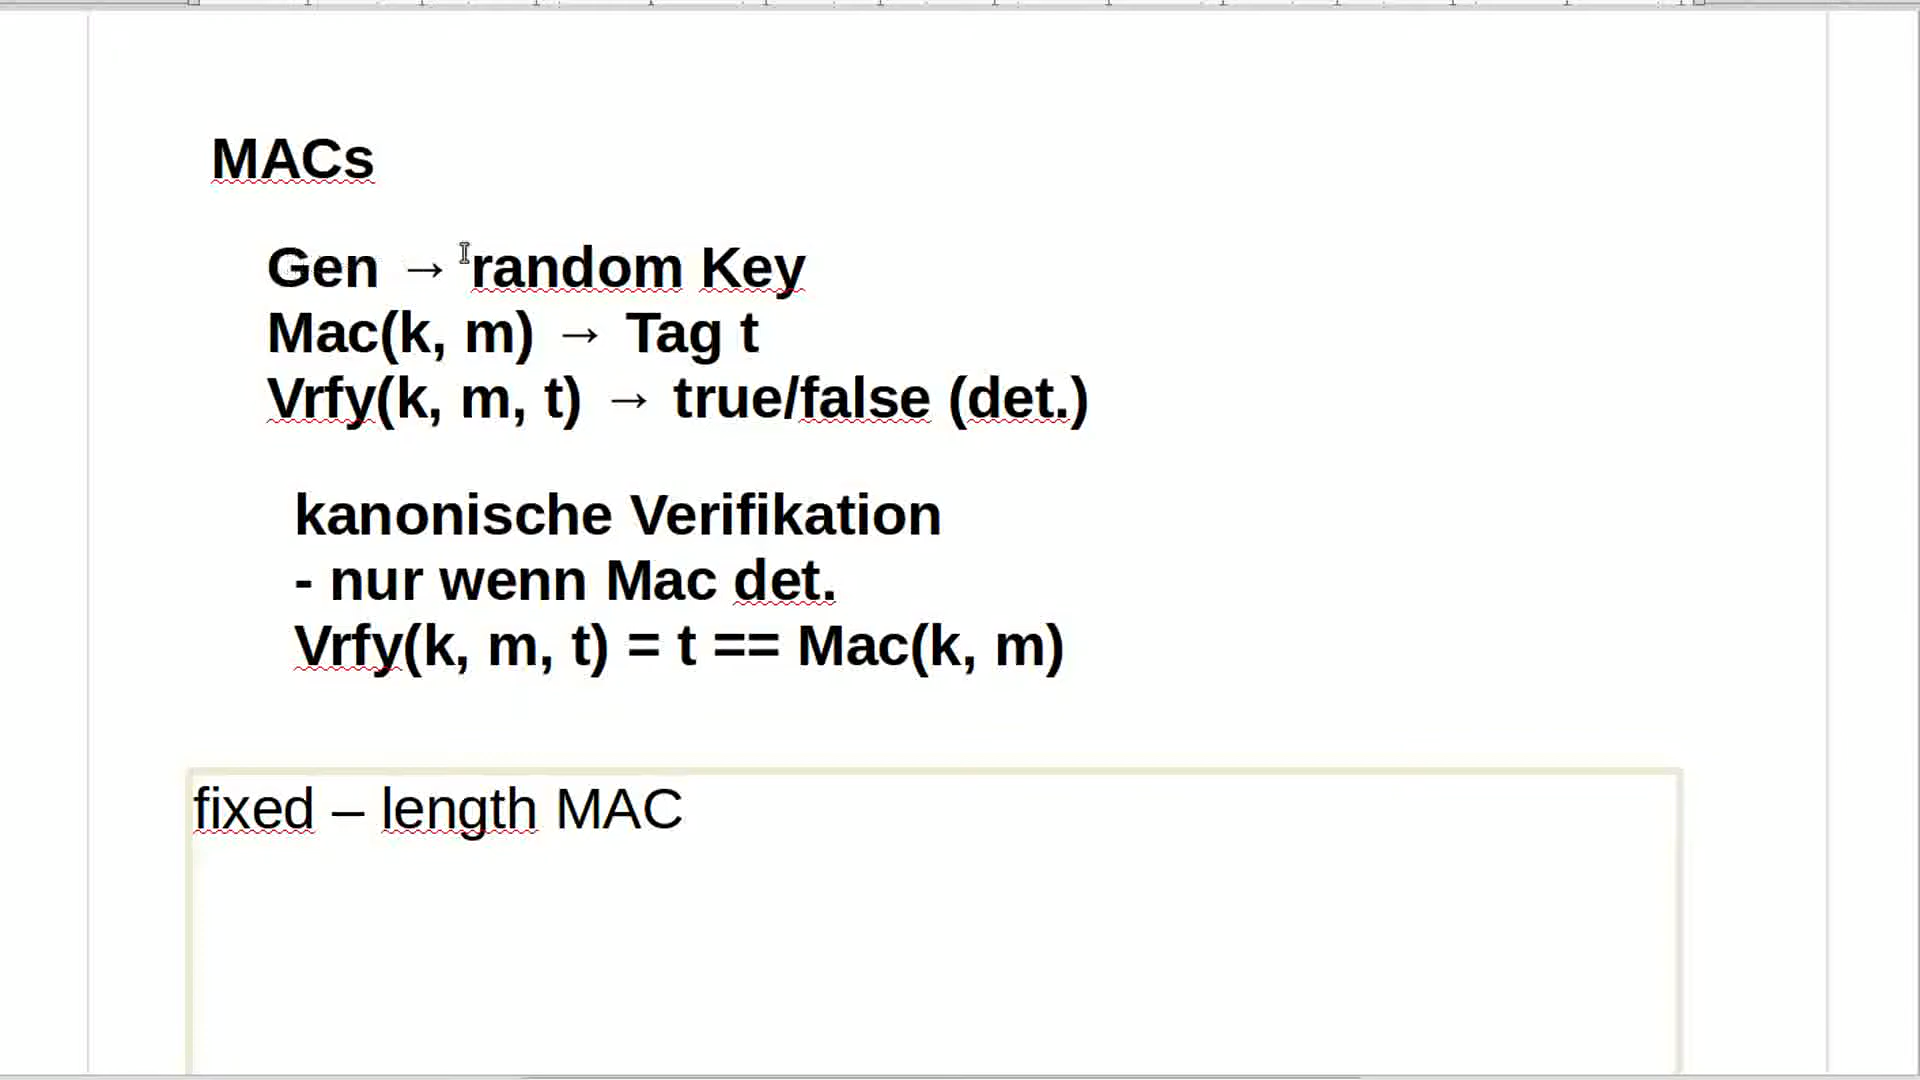 MACs
Gen → random Key
Mac(k, m) → Tag t
Vrfy(k, m, t) → true/false (det.)
kanonische Verifikation
- nur wenn Mac det.
Vrfy(k, m, t) = t == Mac(k, m)
fixed – length MAC